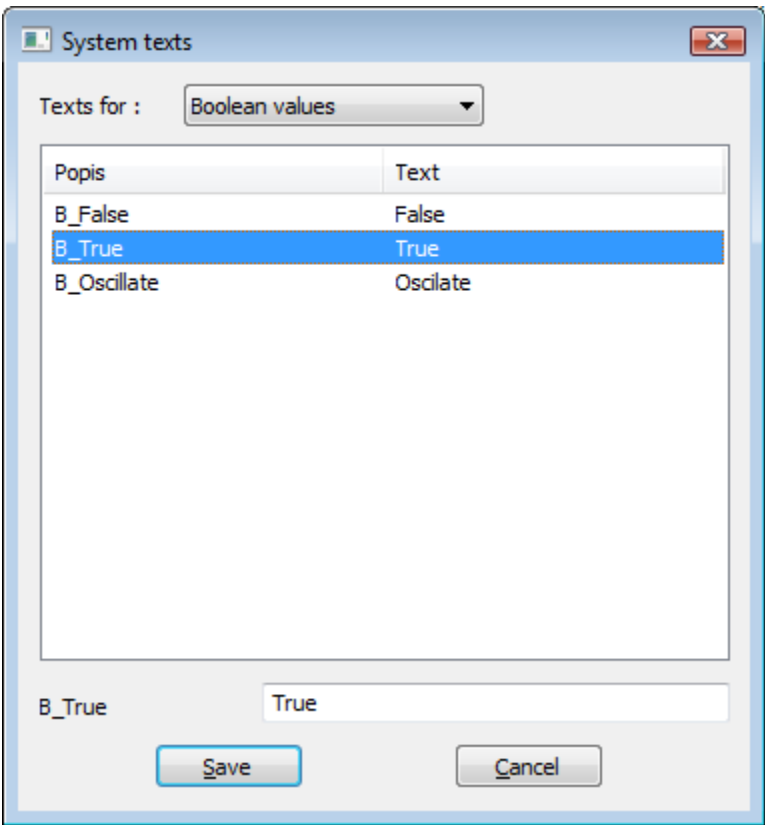 System texts
Texts for : Boolean values
Popis Text
B_False False
B_True True
B_Oscillate Oscilate
B_True True
Save Cancel